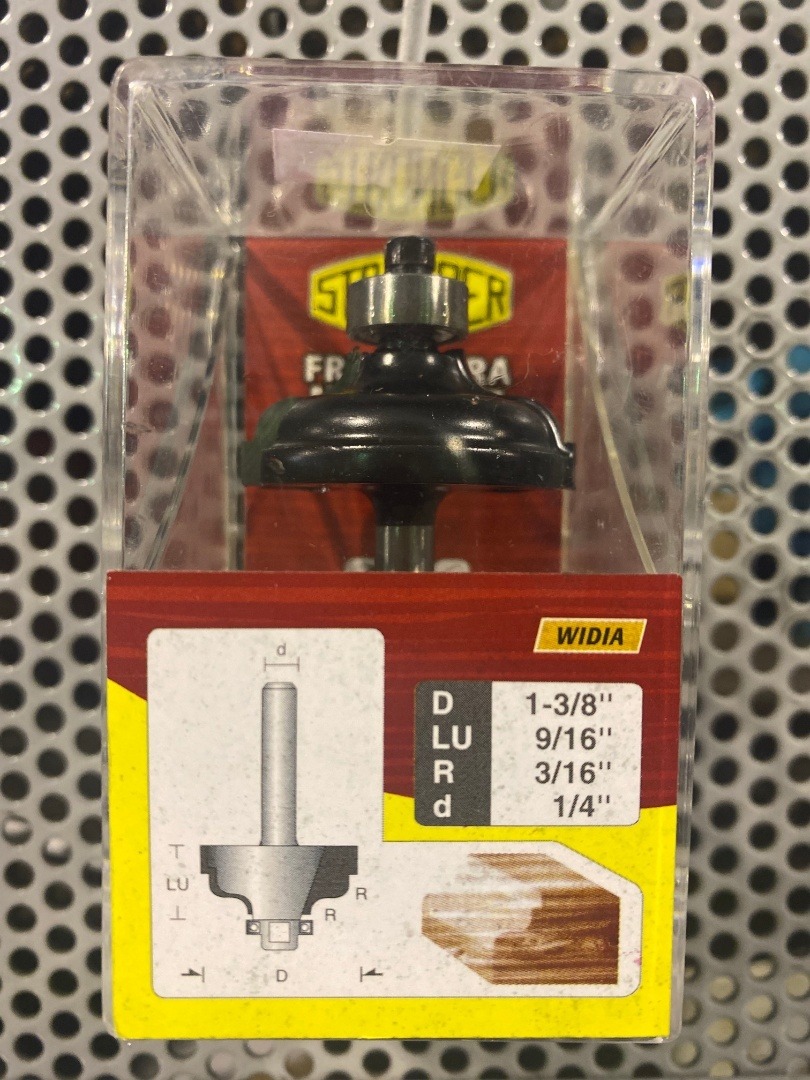 WIDIA
d
D 1-3/8"
LU 9/16"
R 3/16"
d 1/4"
LU
R
R
D